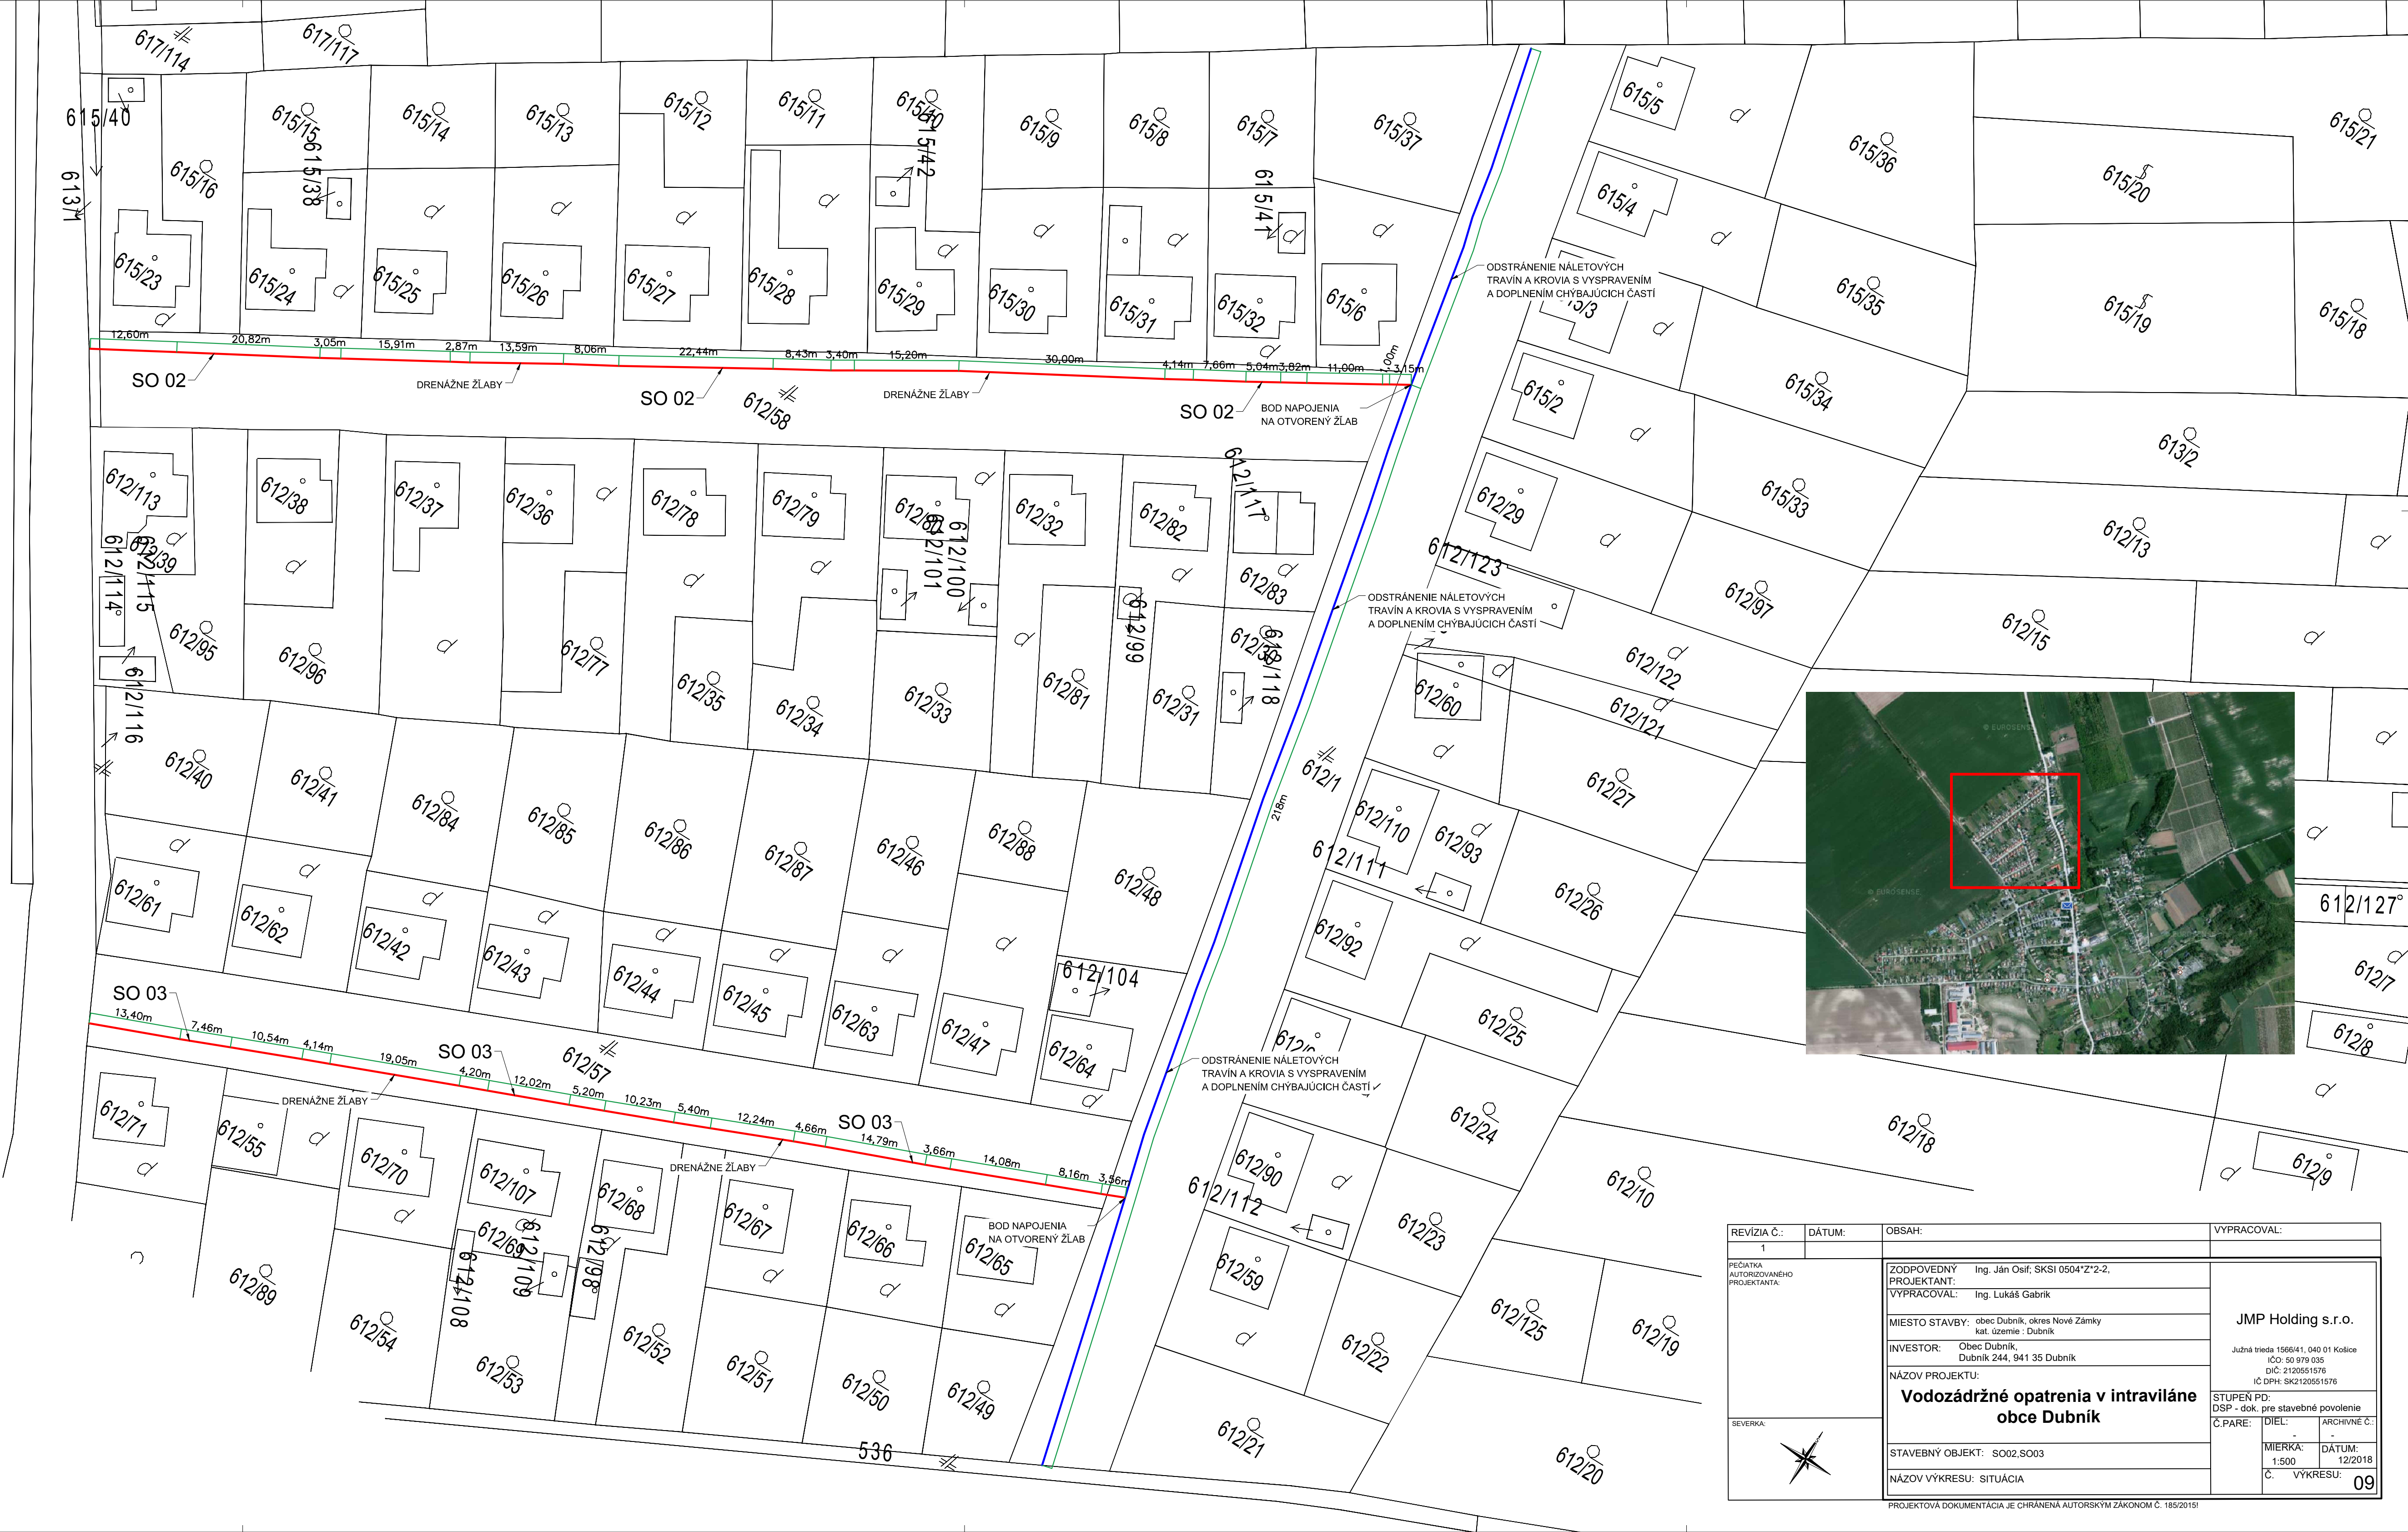 617/114
617/117
615/40
613/1
615/16
615/15
615/38
615/14
615/13
615/12
615/11
615/10
615/42
615/9
615/8
615/7
615/41
615/37
615/5
615/4
615/36
615/35
615/20
615/21
615/19
615/18
615/23
615/24
615/25
615/26
615/27
615/28
615/29
615/30
615/31
615/32
615/6
ODSTRÁNENIE NÁLETOVÝCH
TRAVÍN A KROVIA S VYSPRAVENÍM
A DOPLNENÍM CHÝBAJÚCICH ČASTÍ
12,60m
20,82m
3,05m
15,91m
2,87m
13,59m
8,06m
22,44m
8,43m
3,40m
15,20m
30,00m
4,14m
7,66m
5,04m
3,82m
11,00m
3,15m
SO 02
DRENÁŽNE ŽĽABY
SO 02
612/58
DRENÁŽNE ŽĽABY
SO 02
BOD NAPOJENIA
NA OTVORENÝ ŽĽAB
615/2
615/34
615/33
613/2
612/13
612/15
612/113
612/39
612/114
612/115
612/116
612/38
612/37
612/36
612/78
612/79
612/101
612/100
612/32
612/82
612/117
612/83
612/99
612/118
612/29
612/123
612/97
ODSTRÁNENIE NÁLETOVÝCH
TRAVÍN A KROVIA S VYSPRAVENÍM
A DOPLNENÍM CHÝBAJÚCICH ČASTÍ
612/95
612/96
612/77
612/35
612/34
612/33
612/81
612/31
612/122
612/121
612/60
612/27
612/1
218m
612/40
612/41
612/84
612/85
612/86
612/87
612/46
612/88
612/48
612/110
612/93
612/111
612/26
612/92
612/25
612/61
612/62
612/42
612/43
612/44
612/45
612/63
612/47
612/104
612/64
© EUROSENSE
© EUROSENSE
612/127
612/7
612/8
612/9
SO 03
13,40m
7,46m
10,54m
4,14m
19,05m
4,20m
12,02m
5,20m
10,23m
5,40m
12,24m
4,66m
14,79m
3,66m
14,08m
8,16m
3,56m
SO 03
612/57
SO 03
DRENÁŽNE ŽĽABY
DRENÁŽNE ŽĽABY
ODSTRÁNENIE NÁLETOVÝCH
TRAVÍN A KROVIA S VYSPRAVENÍM
A DOPLNENÍM CHÝBAJÚCICH ČASTÍ
BOD NAPOJENIA
NA OTVORENÝ ŽĽAB
612/71
612/55
612/70
612/107
612/69
612/109
612/108
612/98
612/68
612/67
612/66
612/65
612/89
612/54
612/53
612/52
612/51
612/50
612/49
536
612/24
612/90
612/112
612/23
612/59
612/22
612/21
612/10
612/18
612/125
612/19
612/20
REVÍZIA Č.:
DÁTUM:
OBSAH:
VYPRACOVAL:
1
PEČIATKA
AUTORIZOVANÉHO
PROJEKTANTA:
ZODPOVEDNÝ PROJEKTANT: Ing. Ján Osif; SKSI 0504*Z*2-2,
VYPRACOVAL: Ing. Lukáš Gabrik
MIESTO STAVBY: obec Dubník, okres Nové Zámky
kat. územie : Dubník
INVESTOR: Obec Dubník,
Dubník 244, 941 35 Dubník
NÁZOV PROJEKTU:
Vodozádržné opatrenia v intraviláne
obce Dubník
STAVEBNÝ OBJEKT: SO02,SO03
NÁZOV VÝKRESU: SITUÁCIA
JMP Holding s.r.o.
Južná trieda 1566/41, 040 01 Košice
IČO: 50 979 035
DIČ: 2120551576
IČ DPH: SK2120551576
STUPEŇ PD:
DSP - dok. pre stavebné povolenie
Č.PARE:
DIEL:
-
ARCHIVNÉ Č.:
-
MIERKA:
1:500
DÁTUM:
12/2018
Č. VÝKRESU: 09
SEVERKA:
PROJEKTOVÁ DOKUMENTÁCIA JE CHRÁNENÁ AUTORSKÝM ZÁKONOM Č. 185/2015!